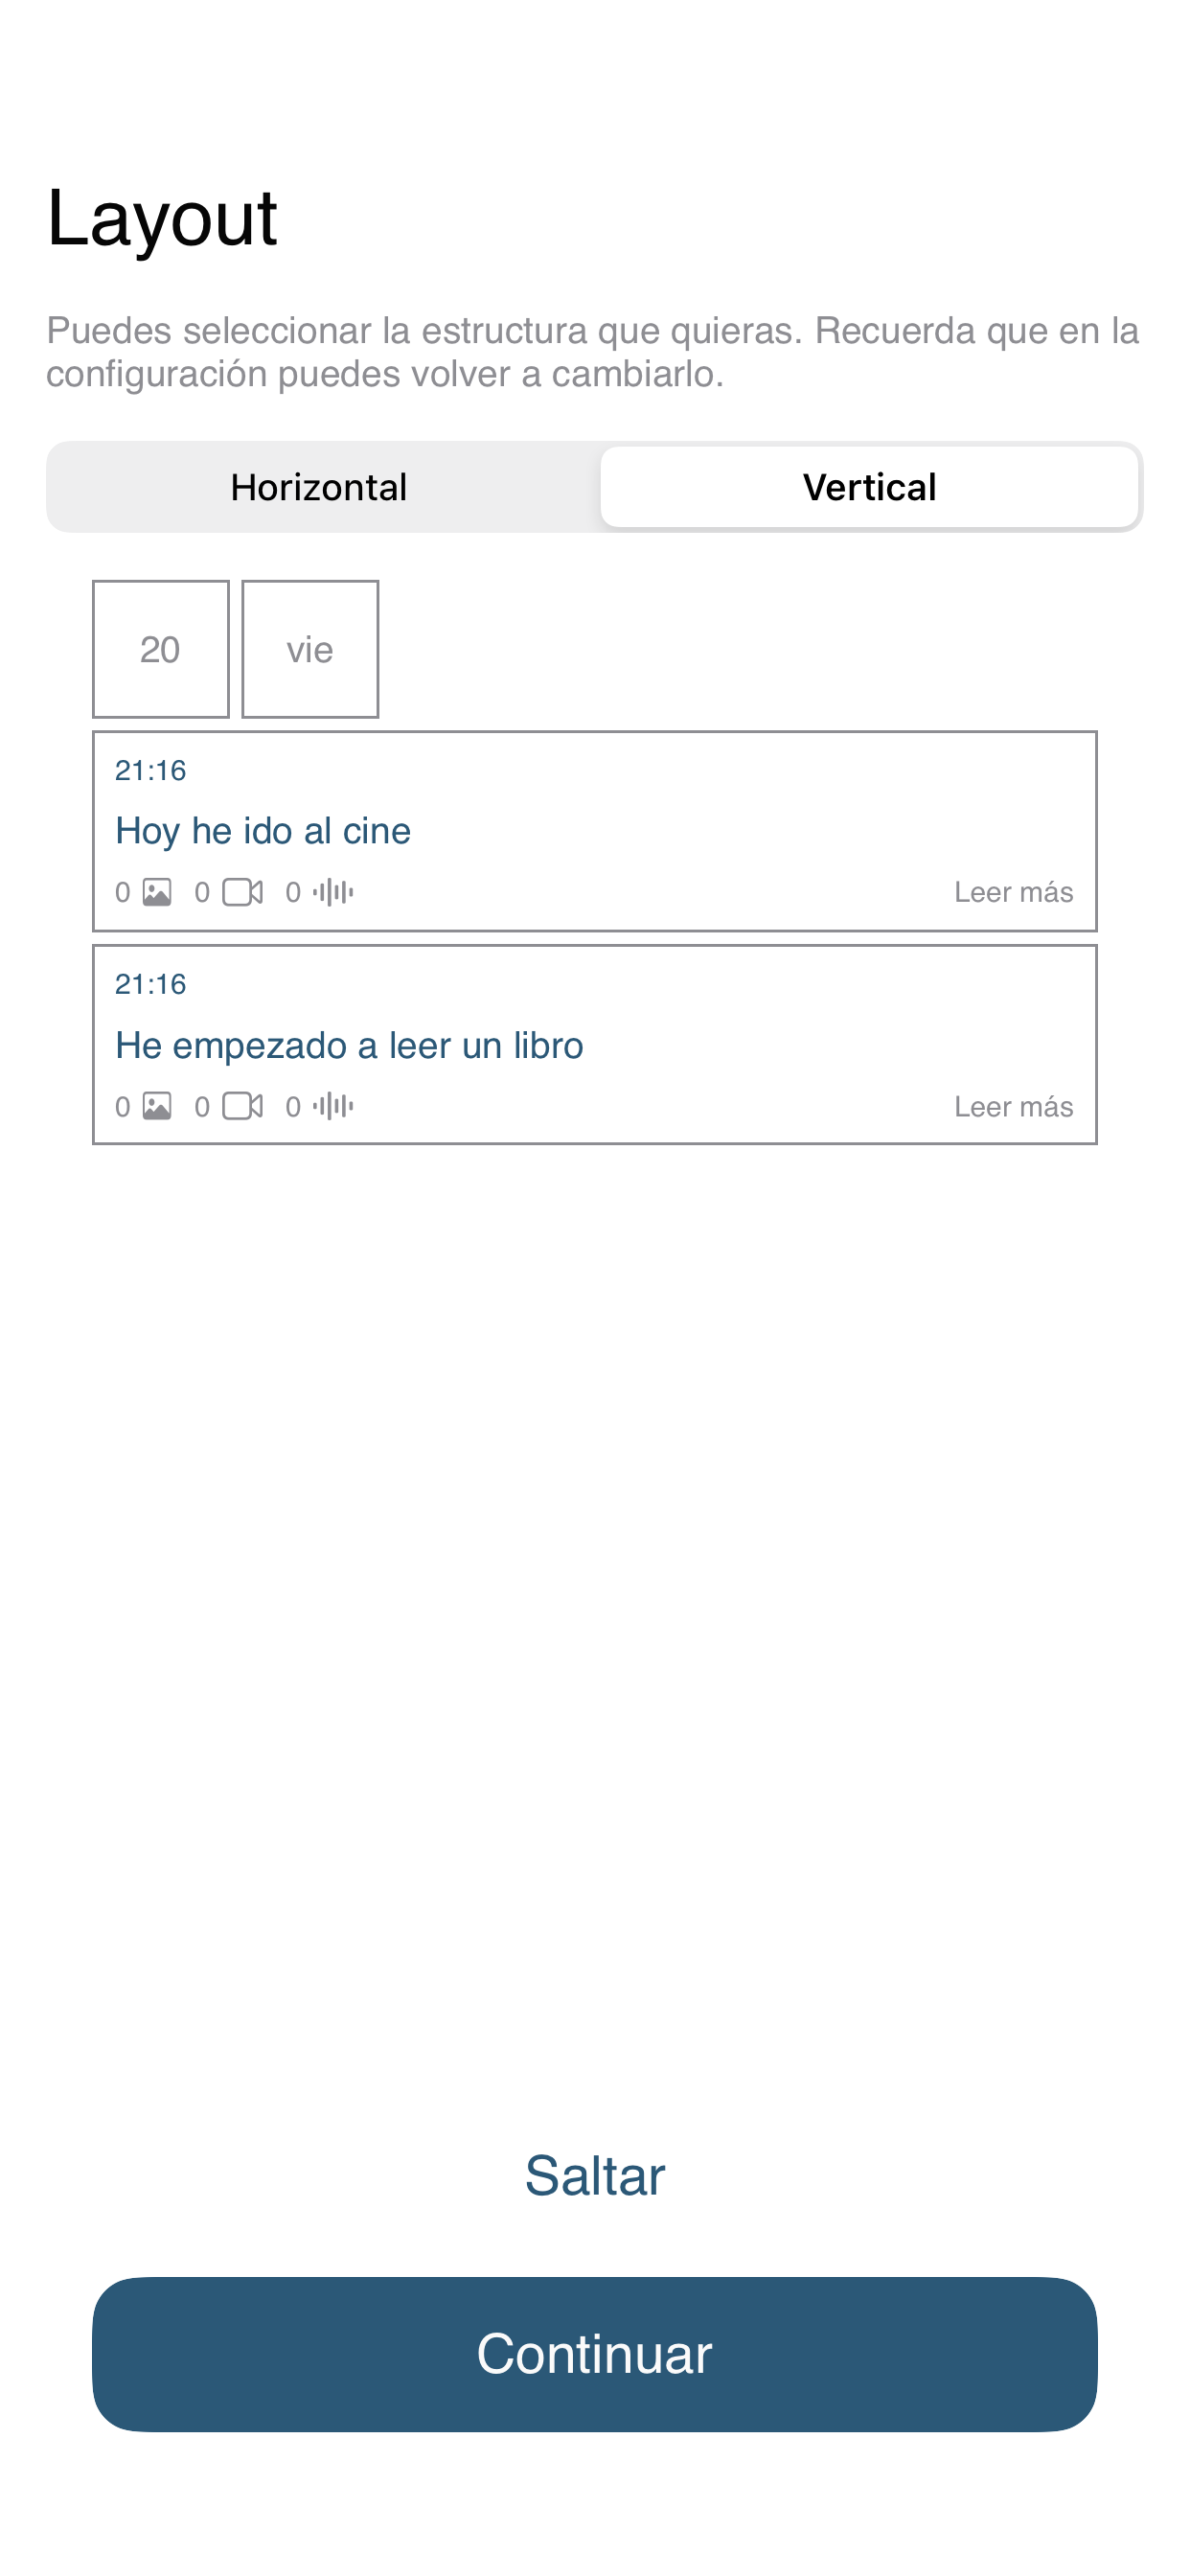 Layout
Puedes seleccionar la estructura que quieras. Recuerda que en la
configuración puedes volver a cambiarlo.
Horizontal Vertical
20 vie
21:16
Hoy he ido al cine
0 0 0 Leer más
21:16
He empezado a leer un libro
0 0 0 Leer más
Saltar
Continuar